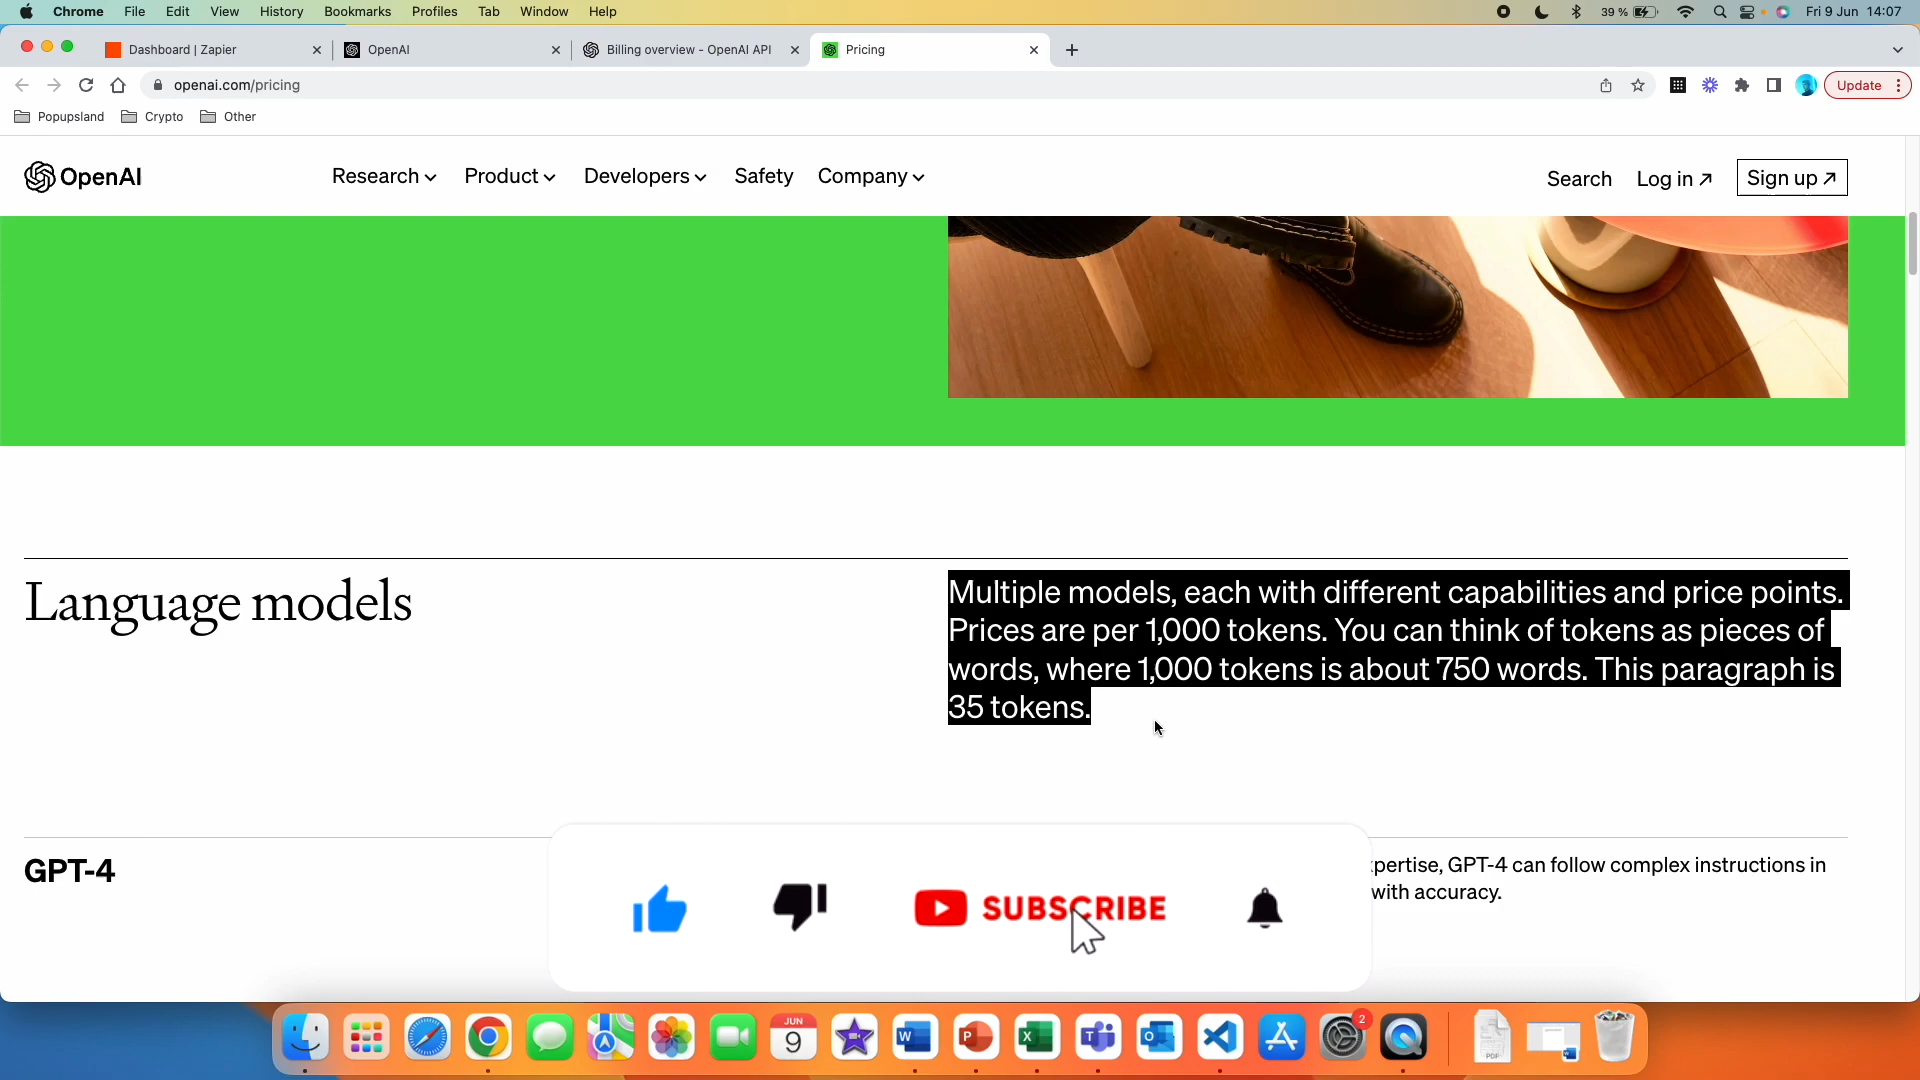 Chrome File Edit View History Bookmarks Profiles Tab Window Help 39 % Fri 9 Jun 14:07
Dashboard | Zapier OpenAI Billing overview - OpenAI API Pricing
openai.com/pricing Update
Popupsland Crypto Other
OpenAI Research Product Developers Safety Company Search Log in ↗ Sign up ↗
Language models
Multiple models, each with different capabilities and price points.
Prices are per 1,000 tokens. You can think of tokens as pieces of
words, where 1,000 tokens is about 750 words. This paragraph is
35 tokens.
GPT-4
pertise, GPT-4 can follow complex instructions in
with accuracy.
SUBSCRIBE
JUN
9
W P X T O
2
PDF